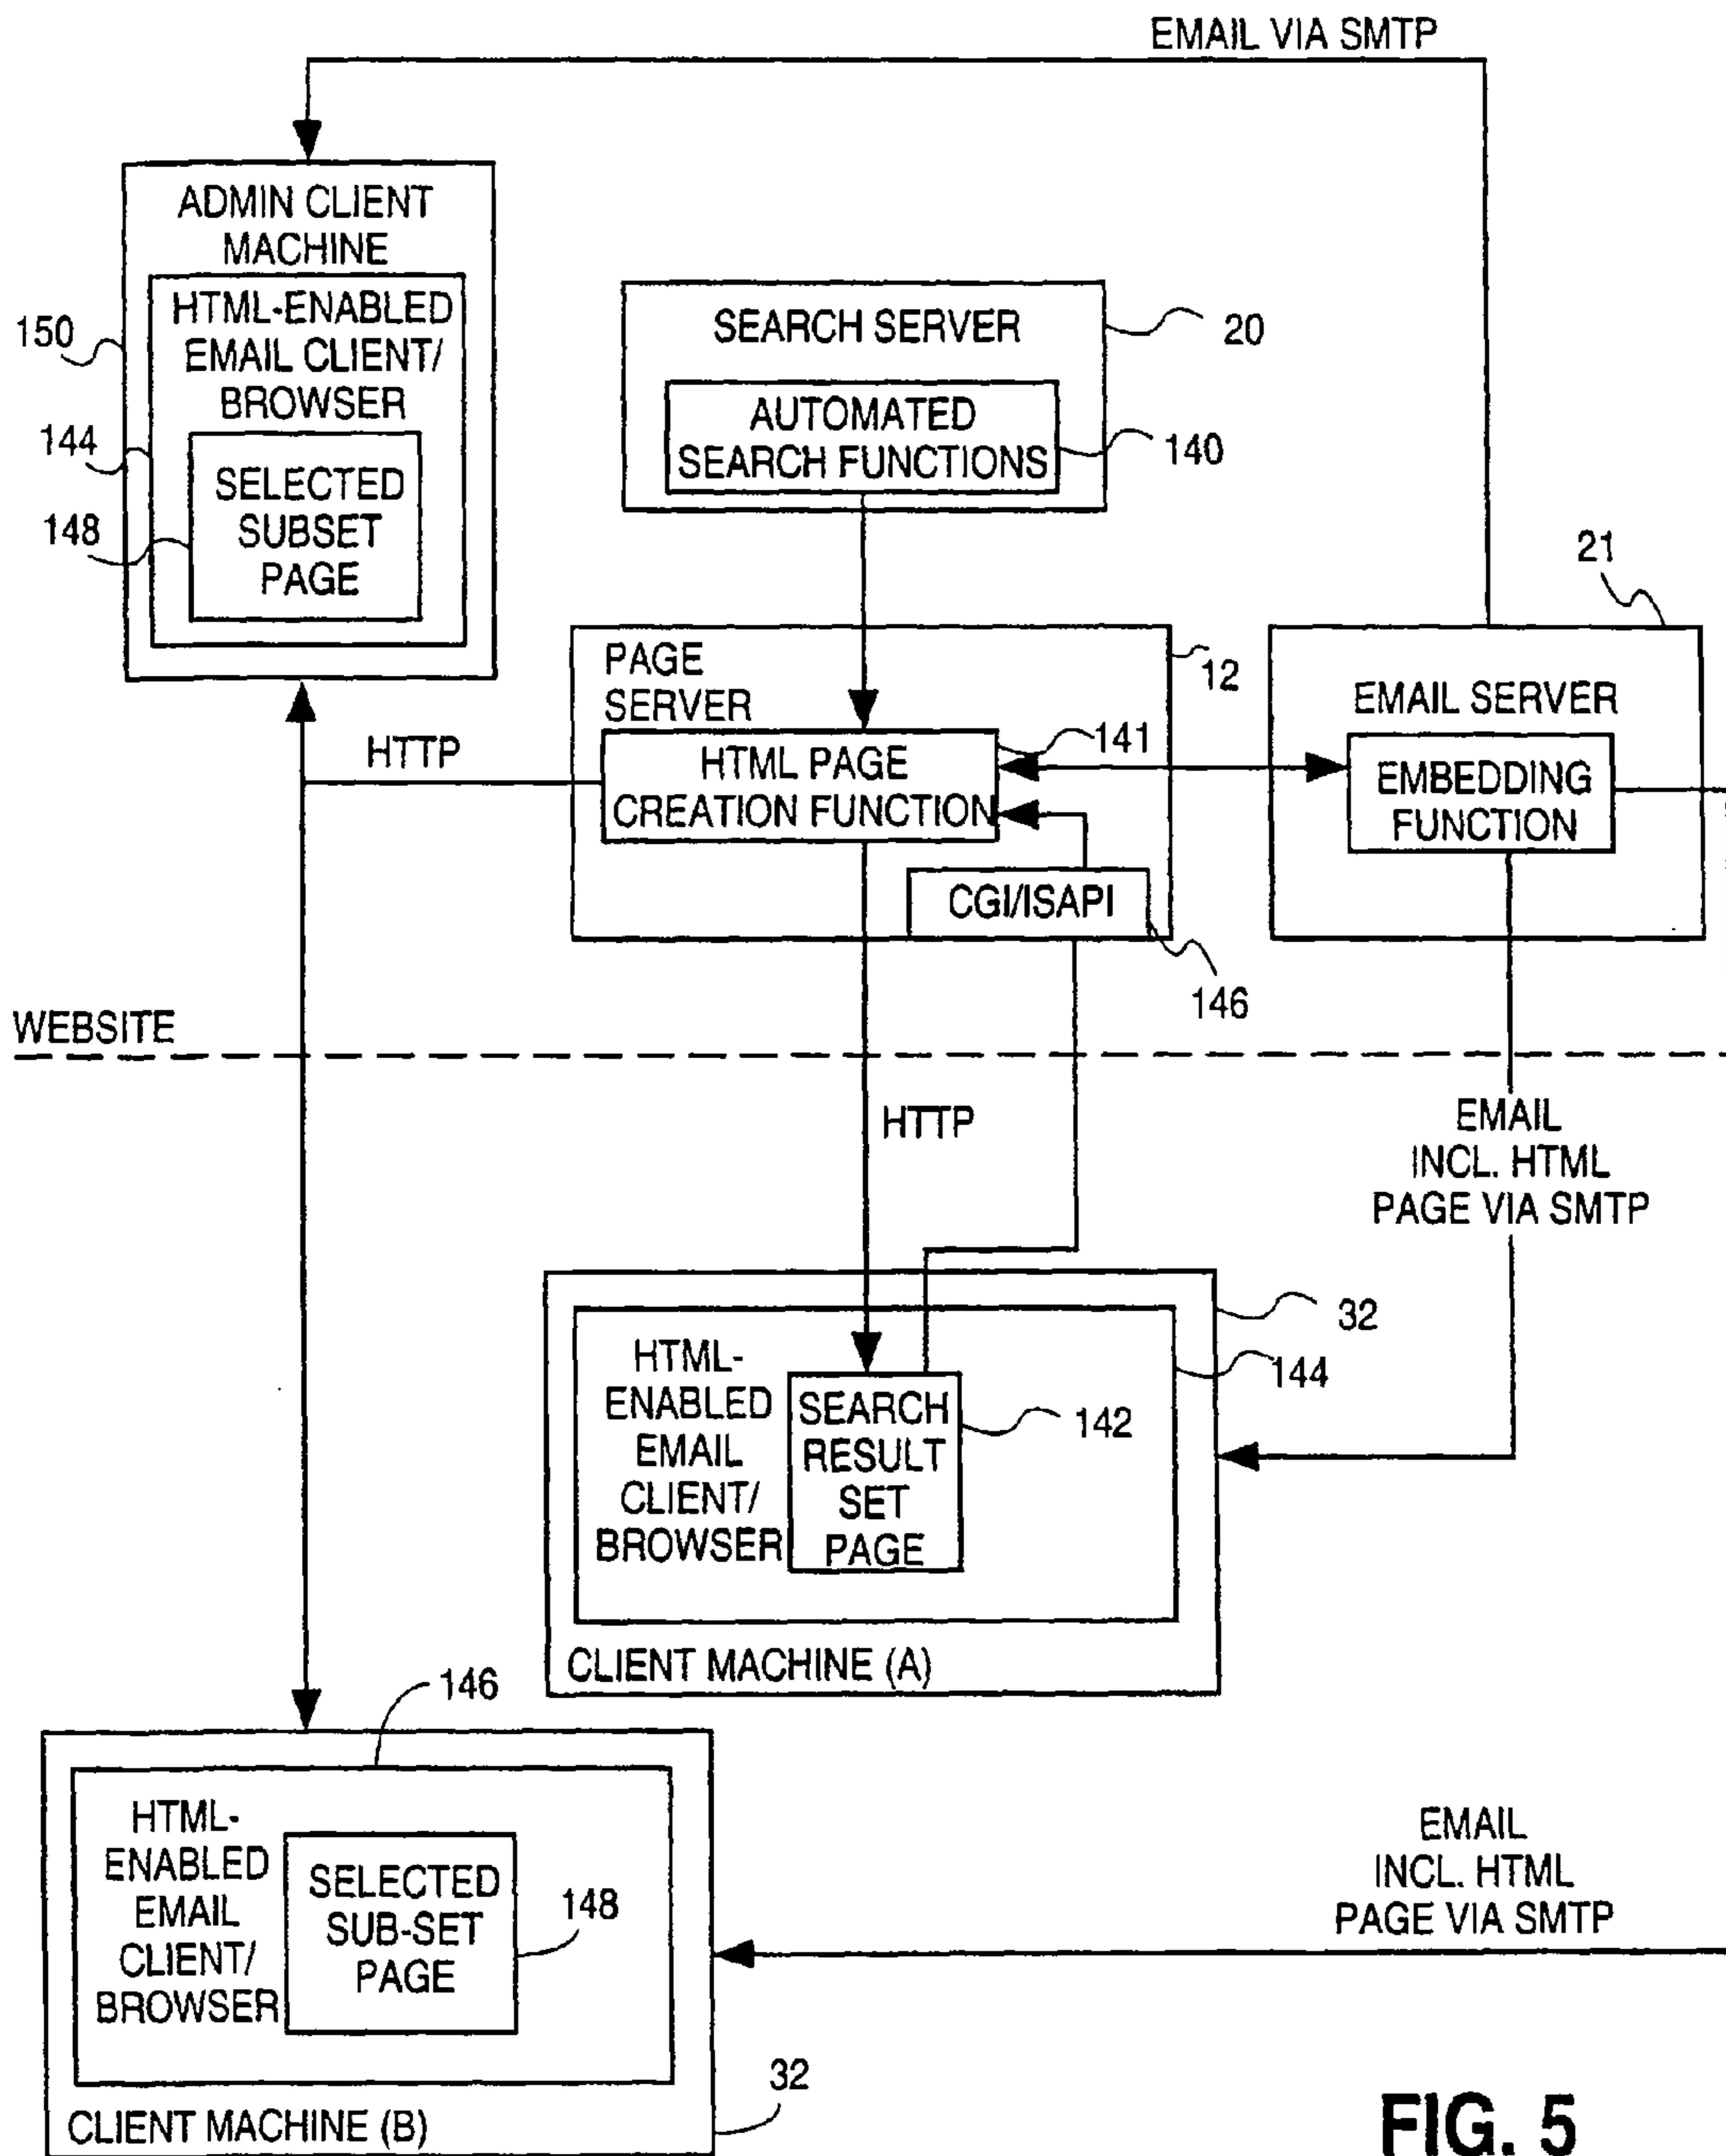 EMAIL VIA SMTP
ADMIN CLIENT
MACHINE
HTML-ENABLED
EMAIL CLIENT/
BROWSER
150
144
SELECTED
SUBSET
PAGE
148
SEARCH SERVER
20
AUTOMATED
SEARCH FUNCTIONS
140
21
PAGE
SERVER
12
EMAIL SERVER
HTTP
HTML PAGE
CREATION FUNCTION
141
EMBEDDING
FUNCTION
CGI/ISAPI
146
WEBSITE
HTTP
EMAIL
INCL. HTML
PAGE VIA SMTP
32
144
HTML-
ENABLED
EMAIL
CLIENT/
BROWSER
SEARCH
RESULT
SET
PAGE
142
CLIENT MACHINE (A)
146
HTML-
ENABLED
EMAIL
CLIENT/
BROWSER
SELECTED
SUB-SET
PAGE
148
EMAIL
INCL. HTML
PAGE VIA SMTP
32
CLIENT MACHINE (B)
FIG. 5